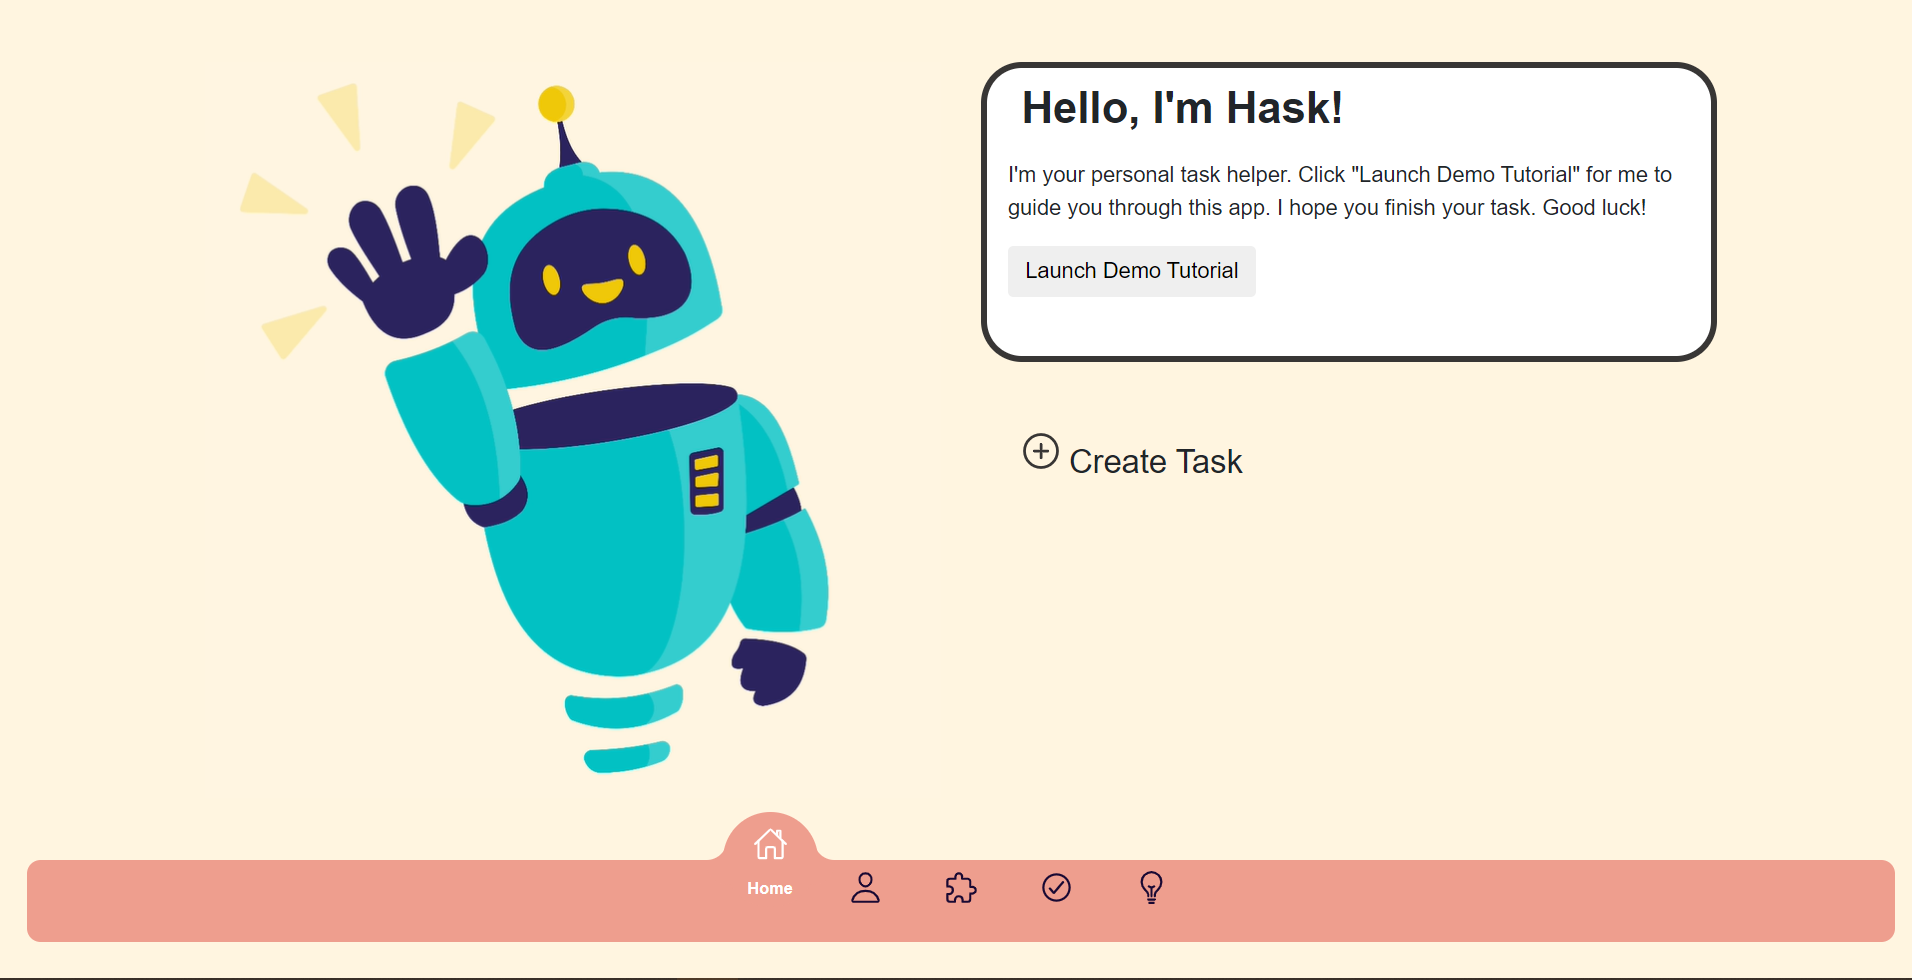 Hello, I'm Hask!
I'm your personal task helper. Click "Launch Demo Tutorial" for me to
guide you through this app. I hope you finish your task. Good luck!
Launch Demo Tutorial
Create Task
Home